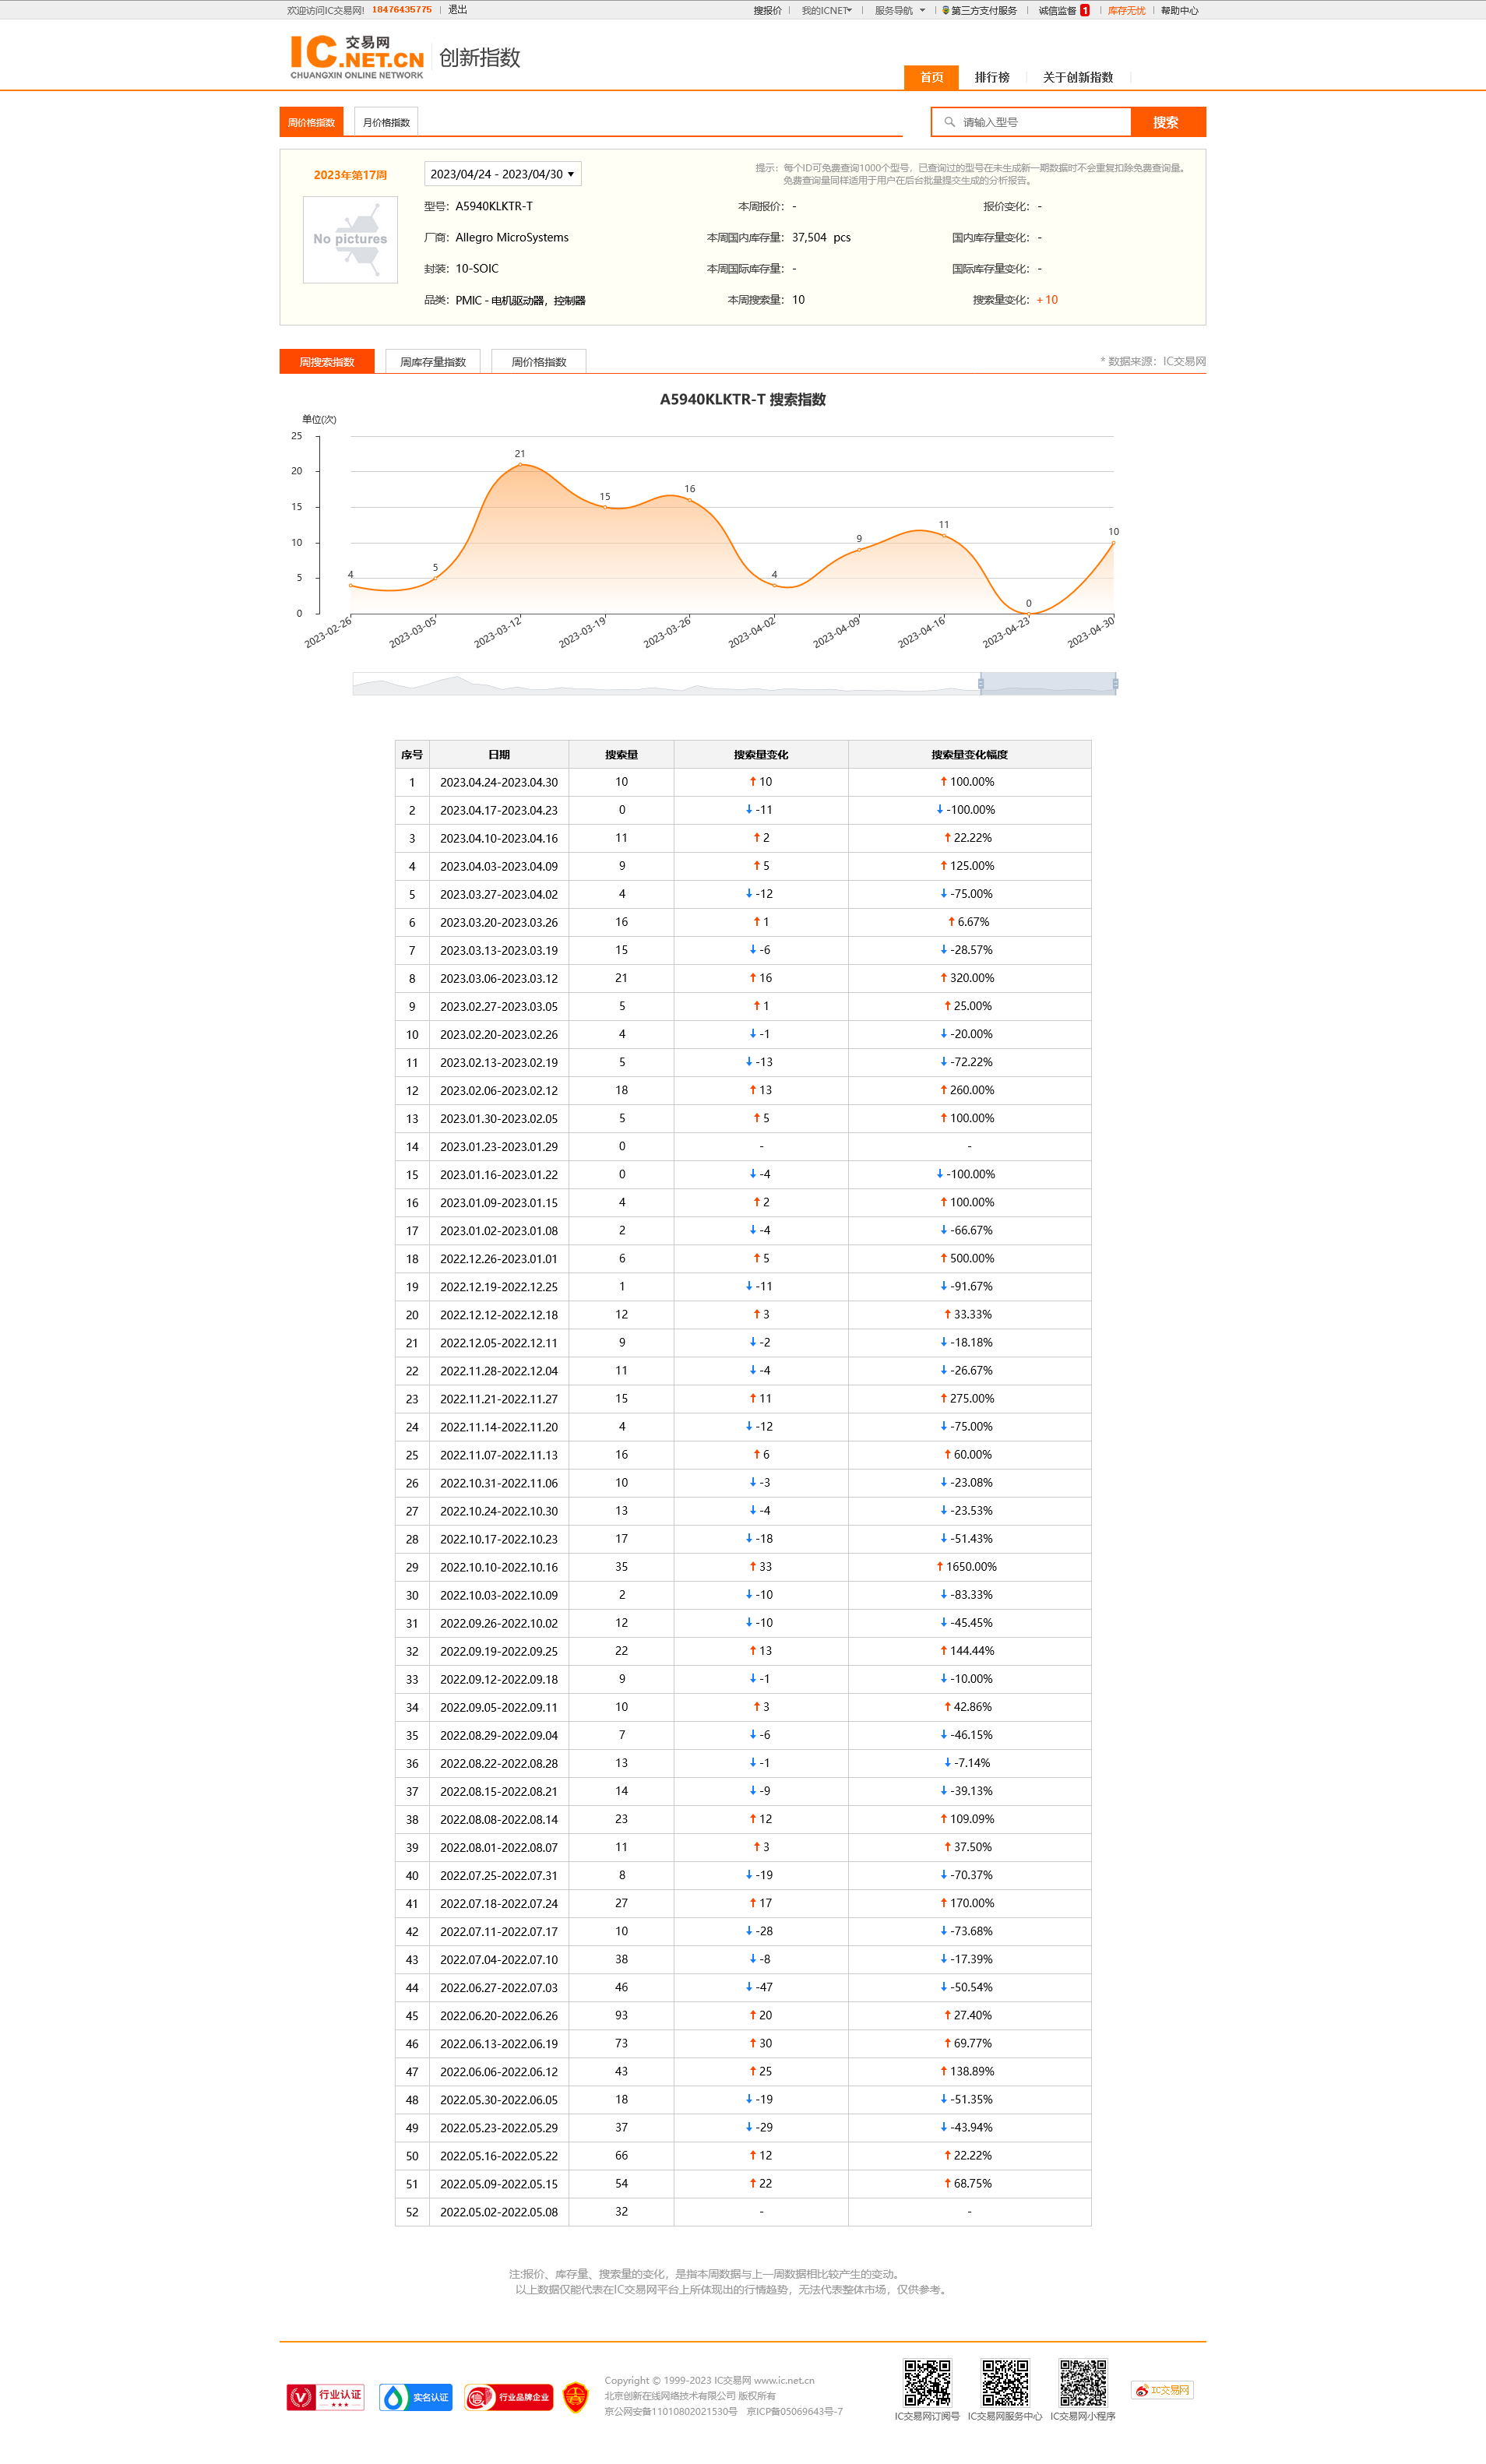 欢迎访问IC交易网! 18476435775 | 退出 搜报价 | 我的ICNET | 服务导航 | 第三方支付服务 | 诚信监督 1 | 库存无忧 | 帮助中心
IC 交易网
.NET.CN
CHUANGXIN ONLINE NETWORK
创新指数
首页 排行榜 关于创新指数
周价格指数 月价格指数 请输入型号 搜索
2023年第17周 2023/04/24 - 2023/04/30
提示：每个ID可免费查询1000个型号，已查询过的型号在未生成新一期数据时不会重复扣除免费查询量。
免费查询量同样适用于用户在后台批量提交生成的分析报告。
No pictures
型号：A5940KLKTR-T 本周报价：- 报价变化：-
厂商：Allegro MicroSystems 本周国内库存量：37,504 pcs 国内库存量变化：-
封装：10-SOIC 本周国际库存量：- 国际库存量变化：-
品类：PMIC - 电机驱动器，控制器 本周搜索量：10 搜索量变化：+10
周搜索指数 周库存量指数 周价格指数 * 数据来源：IC交易网
A5940KLKTR-T 搜索指数
单位(次)
25
20
15
10
5
0
4 5 21 15 16 4 9 11 0 10
2023-02-26 2023-03-05 2023-03-12 2023-03-19 2023-03-26 2023-04-02 2023-04-09 2023-04-16 2023-04-23 2023-04-30
序号 日期 搜索量 搜索量变化 搜索量变化幅度
1 2023.04.24-2023.04.30 10 ↑ 10 ↑ 100.00%
2 2023.04.17-2023.04.23 0 ↓ -11 ↓ -100.00%
3 2023.04.10-2023.04.16 11 ↑ 2 ↑ 22.22%
4 2023.04.03-2023.04.09 9 ↑ 5 ↑ 125.00%
5 2023.03.27-2023.04.02 4 ↓ -12 ↓ -75.00%
6 2023.03.20-2023.03.26 16 ↑ 1 ↑ 6.67%
7 2023.03.13-2023.03.19 15 ↓ -6 ↓ -28.57%
8 2023.03.06-2023.03.12 21 ↑ 16 ↑ 320.00%
9 2023.02.27-2023.03.05 5 ↑ 1 ↑ 25.00%
10 2023.02.20-2023.02.26 4 ↓ -1 ↓ -20.00%
11 2023.02.13-2023.02.19 5 ↓ -13 ↓ -72.22%
12 2023.02.06-2023.02.12 18 ↑ 13 ↑ 260.00%
13 2023.01.30-2023.02.05 5 ↑ 5 ↑ 100.00%
14 2023.01.23-2023.01.29 0 - -
15 2023.01.16-2023.01.22 0 ↓ -4 ↓ -100.00%
16 2023.01.09-2023.01.15 4 ↑ 2 ↑ 100.00%
17 2023.01.02-2023.01.08 2 ↓ -4 ↓ -66.67%
18 2022.12.26-2023.01.01 6 ↑ 5 ↑ 500.00%
19 2022.12.19-2022.12.25 1 ↓ -11 ↓ -91.67%
20 2022.12.12-2022.12.18 12 ↑ 3 ↑ 33.33%
21 2022.12.05-2022.12.11 9 ↓ -2 ↓ -18.18%
22 2022.11.28-2022.12.04 11 ↓ -4 ↓ -26.67%
23 2022.11.21-2022.11.27 15 ↑ 11 ↑ 275.00%
24 2022.11.14-2022.11.20 4 ↓ -12 ↓ -75.00%
25 2022.11.07-2022.11.13 16 ↑ 6 ↑ 60.00%
26 2022.10.31-2022.11.06 10 ↓ -3 ↓ -23.08%
27 2022.10.24-2022.10.30 13 ↓ -4 ↓ -23.53%
28 2022.10.17-2022.10.23 17 ↓ -18 ↓ -51.43%
29 2022.10.10-2022.10.16 35 ↑ 33 ↑ 1650.00%
30 2022.10.03-2022.10.09 2 ↓ -10 ↓ -83.33%
31 2022.09.26-2022.10.02 12 ↓ -10 ↓ -45.45%
32 2022.09.19-2022.09.25 22 ↑ 13 ↑ 144.44%
33 2022.09.12-2022.09.18 9 ↓ -1 ↓ -10.00%
34 2022.09.05-2022.09.11 10 ↑ 3 ↑ 42.86%
35 2022.08.29-2022.09.04 7 ↓ -6 ↓ -46.15%
36 2022.08.22-2022.08.28 13 ↓ -1 ↓ -7.14%
37 2022.08.15-2022.08.21 14 ↓ -9 ↓ -39.13%
38 2022.08.08-2022.08.14 23 ↑ 12 ↑ 109.09%
39 2022.08.01-2022.08.07 11 ↑ 3 ↑ 37.50%
40 2022.07.25-2022.07.31 8 ↓ -19 ↓ -70.37%
41 2022.07.18-2022.07.24 27 ↑ 17 ↑ 170.00%
42 2022.07.11-2022.07.17 10 ↓ -28 ↓ -73.68%
43 2022.07.04-2022.07.10 38 ↓ -8 ↓ -17.39%
44 2022.06.27-2022.07.03 46 ↓ -47 ↓ -50.54%
45 2022.06.20-2022.06.26 93 ↑ 20 ↑ 27.40%
46 2022.06.13-2022.06.19 73 ↑ 30 ↑ 69.77%
47 2022.06.06-2022.06.12 43 ↑ 25 ↑ 138.89%
48 2022.05.30-2022.06.05 18 ↓ -19 ↓ -51.35%
49 2022.05.23-2022.05.29 37 ↓ -29 ↓ -43.94%
50 2022.05.16-2022.05.22 66 ↑ 12 ↑ 22.22%
51 2022.05.09-2022.05.15 54 ↑ 22 ↑ 68.75%
52 2022.05.02-2022.05.08 32 - -
注:报价、库存量、搜索量的变化，是指本周数据与上一周数据相比较产生的变动。
以上数据仅能代表在IC交易网平台上所体现出的行情趋势，无法代表整体市场，仅供参考。
行业认证 实名认证 行业品牌企业
Copyright © 1999-2023 IC交易网 www.ic.net.cn
北京创新在线网络技术有限公司 版权所有
京公网安备11010802021530号 京ICP备05069643号-7
IC交易网订阅号 IC交易网服务中心 IC交易网小程序
IC交易网